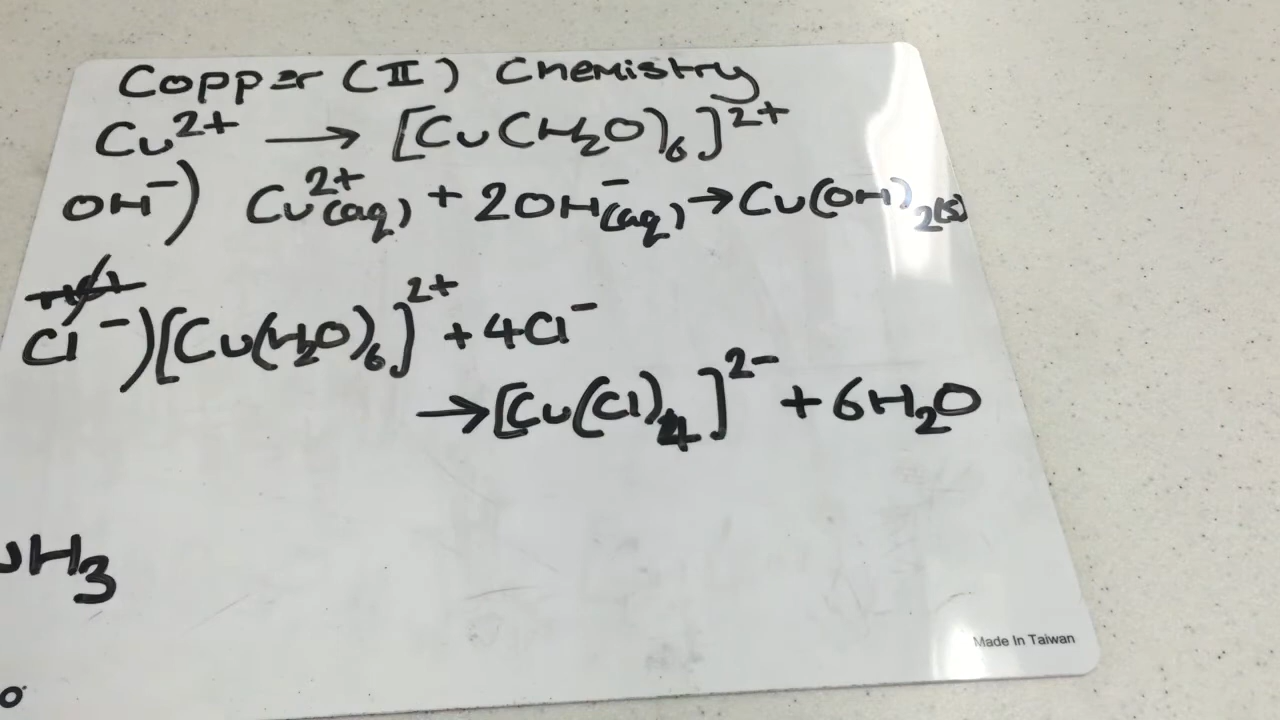 Copper (II) Chemistry
Cu²⁺ → [Cu(H₂O)₆]²⁺
OH⁻) Cu²⁺(aq) + 2OH⁻(aq) → Cu(OH)₂(s)
Cl⁻) [Cu(H₂O)₆]²⁺ + 4Cl⁻
→ [Cu(Cl)₄]²⁻ + 6H₂O
H₃
Made In Taiwan